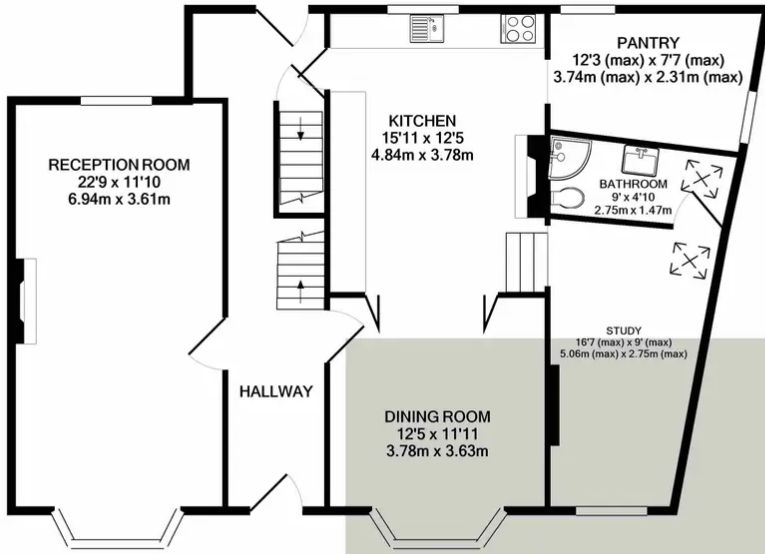 RECEPTION ROOM
22'9 x 11'10
6.94m x 3.61m
KITCHEN
15'11 x 12'5
4.84m x 3.78m
PANTRY
12'3 (max) x 7'7 (max)
3.74m (max) x 2.31m (max)
BATHROOM
9' x 4'10
2.75m x 1.47m
STUDY
16'7 (max) x 9' (max)
5.06m (max) x 2.75m (max)
HALLWAY
DINING ROOM
12'5 x 11'11
3.78m x 3.63m